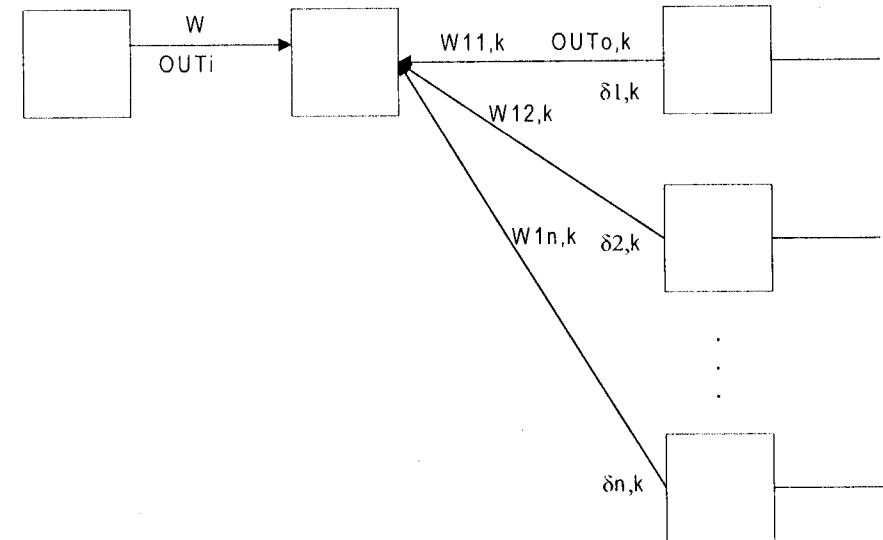 W
OUTi
W11,k OUTo,k
δ1,k
W12,k
W1n,k δ2,k
δn,k